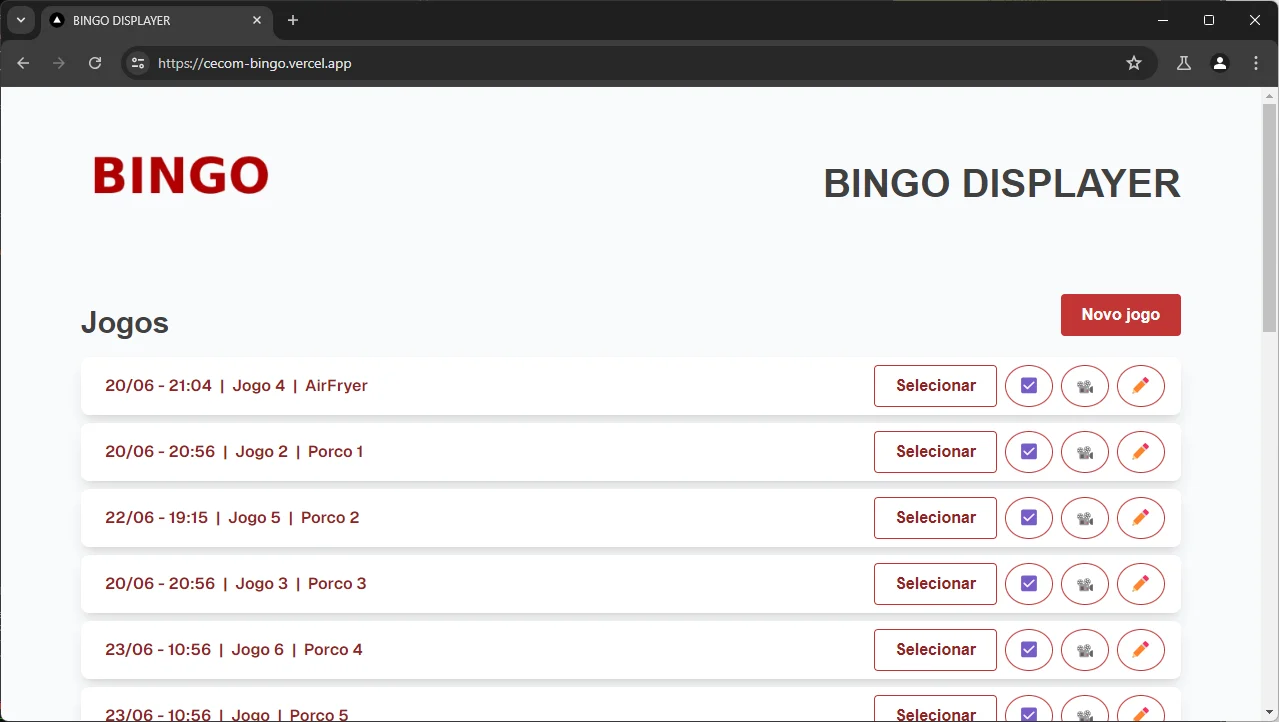 BINGO DISPLAYER
https://cecom-bingo.vercel.app
BINGO
BINGO DISPLAYER
Jogos
Novo jogo
20/06 - 21:04 | Jogo 4 | AirFryer Selecionar
20/06 - 20:56 | Jogo 2 | Porco 1 Selecionar
22/06 - 19:15 | Jogo 5 | Porco 2 Selecionar
20/06 - 20:56 | Jogo 3 | Porco 3 Selecionar
23/06 - 10:56 | Jogo 6 | Porco 4 Selecionar
23/06 - 10:56 | Jogo | Porco 5 Selecionar